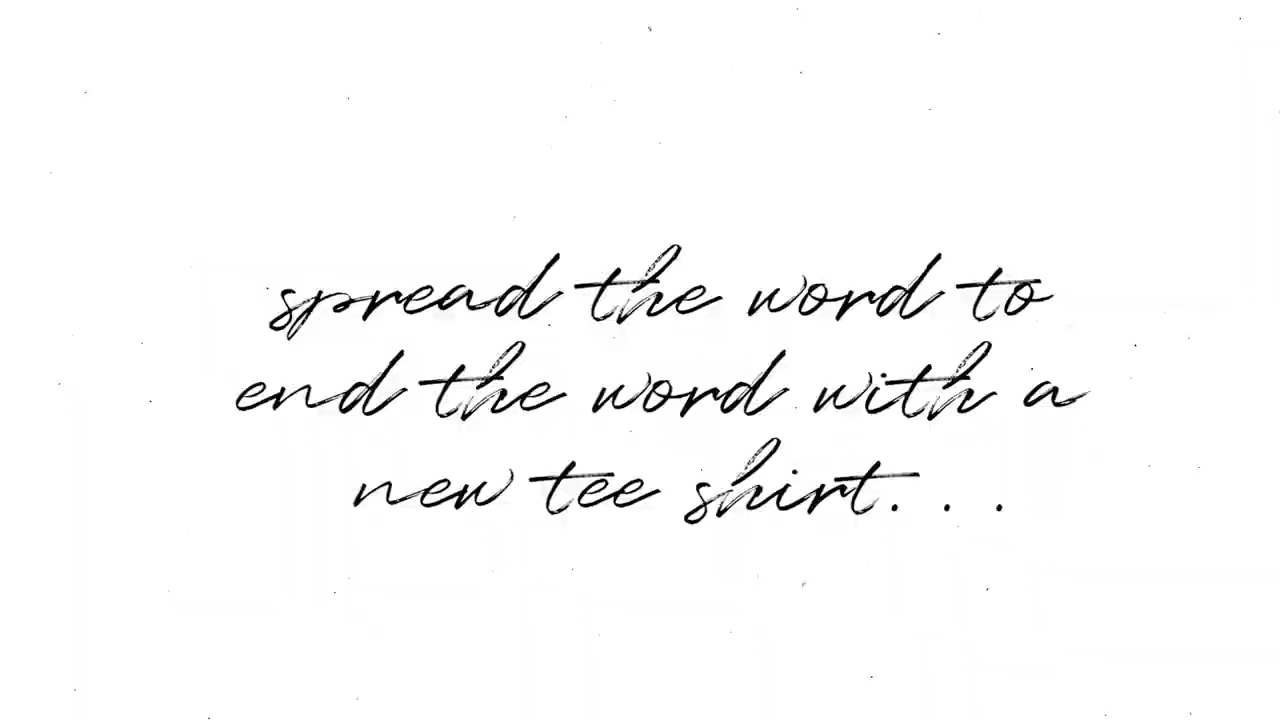 spread the word to
end the word with a
new tee shirt. . .